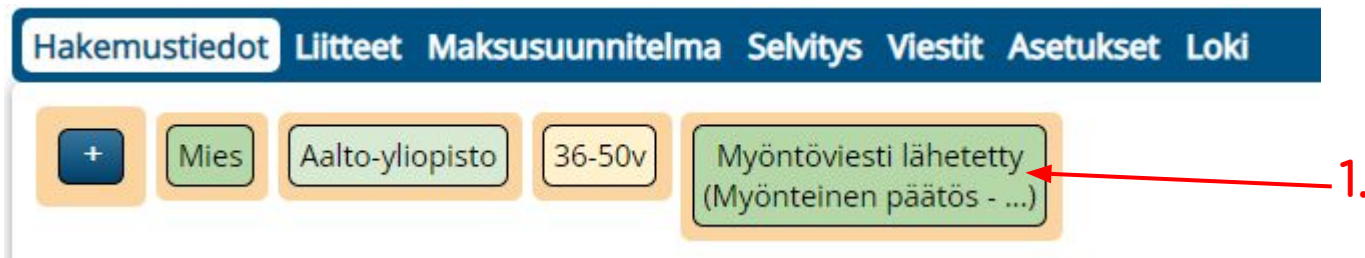 Hakemustiedot Liitteet Maksusuunnitelma Selvitys Viestit Asetukset Loki
+ Mies Aalto-yliopisto 36-50v Myöntöviesti lähetetty
(Myönteinen päätös - ...)
1.